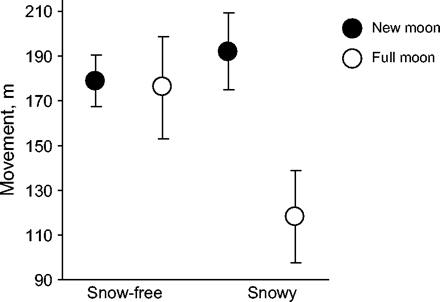 210
190
170
150
130
110
90
Movement, m
Snow-free
Snowy
New moon
Full moon